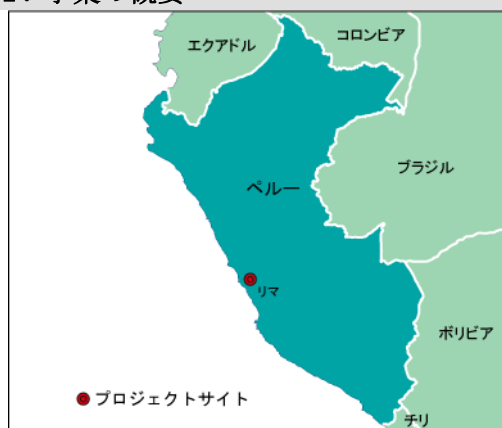 コロンビア
エクアドル
ブラジル
ペルー
リマ
ボリビア
プロジェクトサイト
チリ